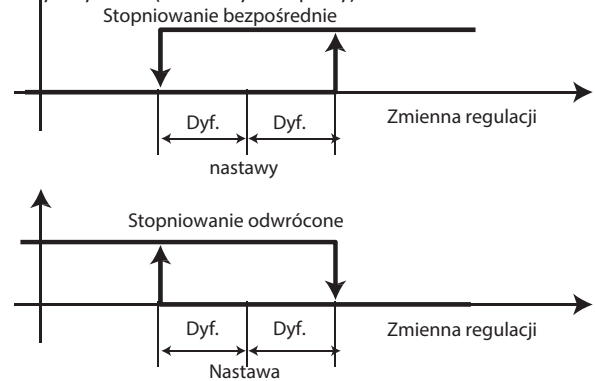 Stopniowanie bezpośrednie
Dyf. Dyf. Zmienna regulacji
nastawy
Stopniowanie odwrócone
Dyf. Dyf. Zmienna regulacji
Nastawa